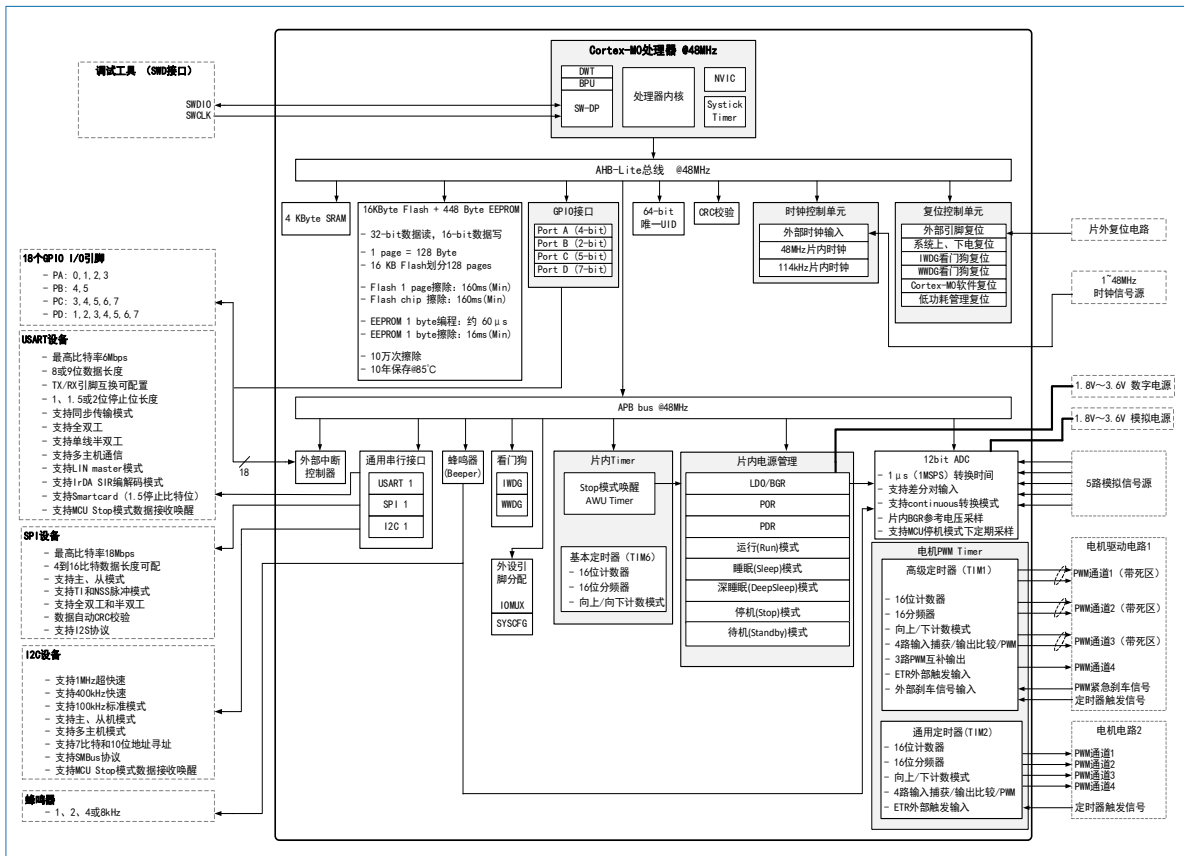 Cortex-M0处理器 @48MHz
DWT
BPU
SW-DP
处理器内核
NVIC
Systick
Timer
调试工具 （SWD接口）
SWDIO
SWCLK
AHB-Lite总线 @48MHz
4 KByte SRAM
16KByte Flash + 448 Byte EEPROM
- 32-bit数据读，16-bit数据写
- 1 page = 128 Byte
- 16 KB Flash划分128 pages
- Flash 1 page擦除：160ms(Min)
- Flash chip 擦除：160ms(Min)
- EEPROM 1 byte编程：约 60μs
- EEPROM 1 byte擦除：16ms(Min)
- 10万次擦除
- 10年保存@85℃
GPIO接口
Port A (4-bit)
Port B (2-bit)
Port C (5-bit)
Port D (7-bit)
64-bit
唯一UID
CRC校验
时钟控制单元
外部时钟输入
48MHz片内时钟
114kHz片内时钟
复位控制单元
外部引脚复位
系统上、下电复位
IWDG看门狗复位
WWDG看门狗复位
Cortex-M0软件复位
低功耗管理复位
片外复位电路
1~48MHz
时钟信号源
1.8V～3.6V 数字电源
1.8V～3.6V 模拟电源
5路模拟信号源
18个GPIO I/O引脚
- PA: 0,1,2,3
- PB: 4,5
- PC: 3,4,5,6,7
- PD: 1,2,3,4,5,6,7
USART设备
- 最高比特率6Mbps
- 8或9位数据长度
- TX/RX引脚互换可配置
- 1、1.5或2位停止位长度
- 支持同步传输模式
- 支持全双工
- 支持单线半双工
- 支持多主机通信
- 支持LIN master模式
- 支持IrDA SIR编解码模式
- 支持Smartcard（1.5停止比特位）
- 支持MCU Stop模式数据接收唤醒
SPI设备
- 最高比特率18Mbps
- 4到16比特数据长度可配
- 支持主、从模式
- 支持TI和NSS脉冲模式
- 支持全双工和半双工
- 数据自动CRC校验
- 支持I2S协议
I2C设备
- 支持1MHz超快速
- 支持400kHz快速
- 支持100kHz标准模式
- 支持主、从机模式
- 支持多主机模式
- 支持7比特和10位地址寻址
- 支持SMBus协议
- 支持MCU Stop模式数据接收唤醒
蜂鸣器
- 1、2、4或8kHz
APB bus @48MHz
18
外部中断
控制器
通用串行接口
USART 1
SPI 1
I2C 1
蜂鸣器
(Beeper)
看门狗
IWDG
WWDG
外设引
脚分配
IOMUX
SYSCFG
片内Timer
Stop模式唤醒
AWU Timer
基本定时器（TIM6）
- 16位计数器
- 16位分频器
- 向上/向下计数模式
片内电源管理
LDO/BGR
POR
PDR
运行(Run)模式
睡眠(Sleep)模式
深睡眠(DeepSleep)模式
停机(Stop)模式
待机(Standby)模式
12bit ADC
- 1μs（1MSPS）转换时间
- 支持差分对输入
- 支持continuous转换模式
- 片内BGR参考电压采样
- 支持MCU停机模式下定期采样
电机PWM Timer
高级定时器（TIM1）
- 16位计数器
- 16分频器
- 向上/下计数模式
- 4路输入捕获/输出比较/PWM
- 3路PWM互补输出
- ETR外部触发输入
- 外部刹车信号输入
通用定时器(TIM2)
- 16位计数器
- 16位分频器
- 向上/下计数模式
- 4路输入捕获/输出比较/PWM
- ETR外部触发输入
电机驱动电路1
PWM通道1（带死区）
PWM通道2（带死区）
PWM通道3（带死区）
PWM通道4
PWM紧急刹车信号
定时器触发信号
电机电路2
PWM通道1
PWM通道2
PWM通道3
PWM通道4
定时器触发信号